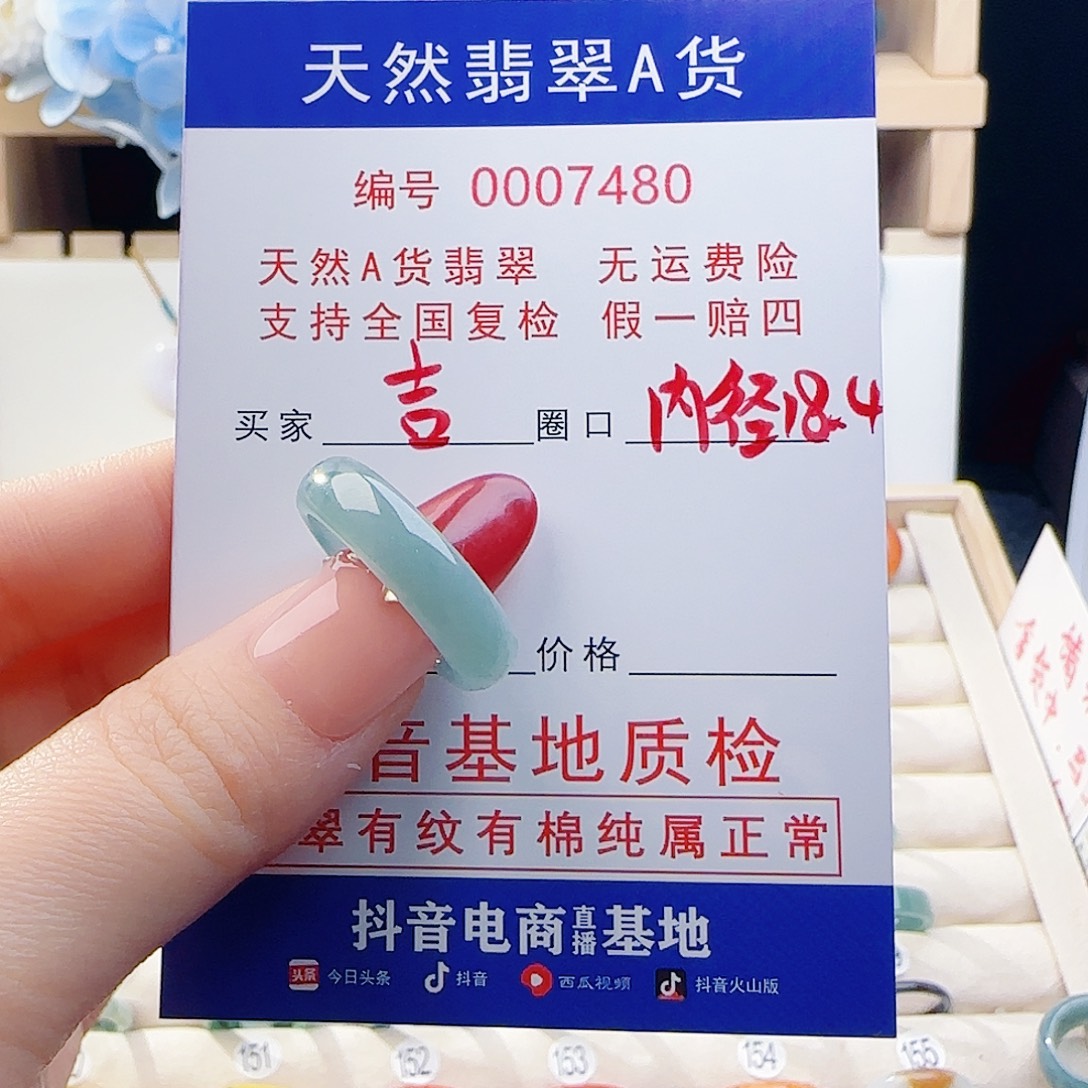 天然翡翠A货
编号 0007480
天然A货翡翠 无运费险
支持全国复检 假一赔四
买家 吉 圈口 内径18.4
价格
音基地质检
翠有纹有棉纯属正常
抖音电商直播基地
头条 今日头条 抖音 西瓜视频 抖音火山版
151 152 153 154 155